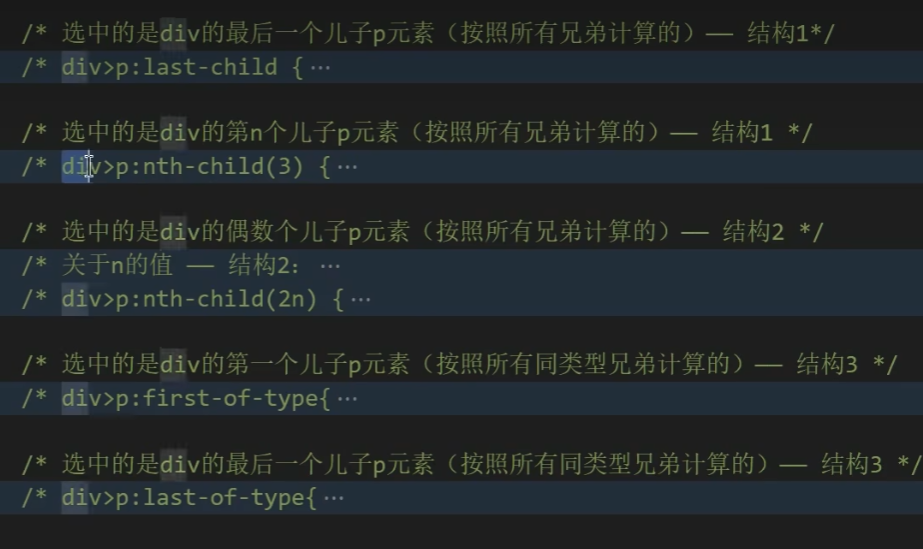 /* 选中的是div的最后一个儿子p元素（按照所有兄弟计算的）—— 结构1*/
/* div>p:last-child {···
/* 选中的是div的第n个儿子p元素（按照所有兄弟计算的）—— 结构1 */
/* div>p:nth-child(3) {···
/* 选中的是div的偶数个儿子p元素（按照所有兄弟计算的）—— 结构2 */
/* 关于n的值 —— 结构2： ···
/* div>p:nth-child(2n) {···
/* 选中的是div的第一个儿子p元素（按照所有同类型兄弟计算的）—— 结构3 */
/* div>p:first-of-type{···
/* 选中的是div的最后一个儿子p元素（按照所有同类型兄弟计算的）—— 结构3 */
/* div>p:last-of-type{···